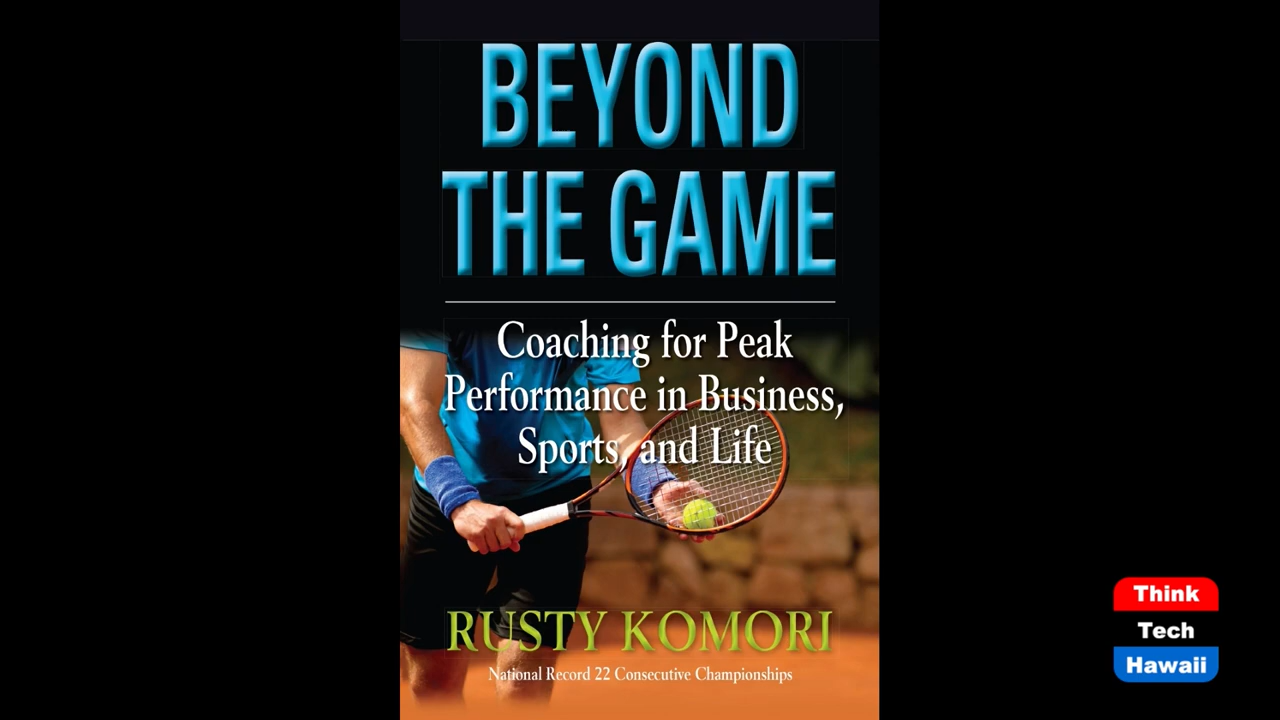 BEYOND
THE GAME
Coaching for Peak
Performance in Business,
Sports, and Life
RUSTY KOMORI
National Record 22 Consecutive Championships
Think
Tech
Hawaii